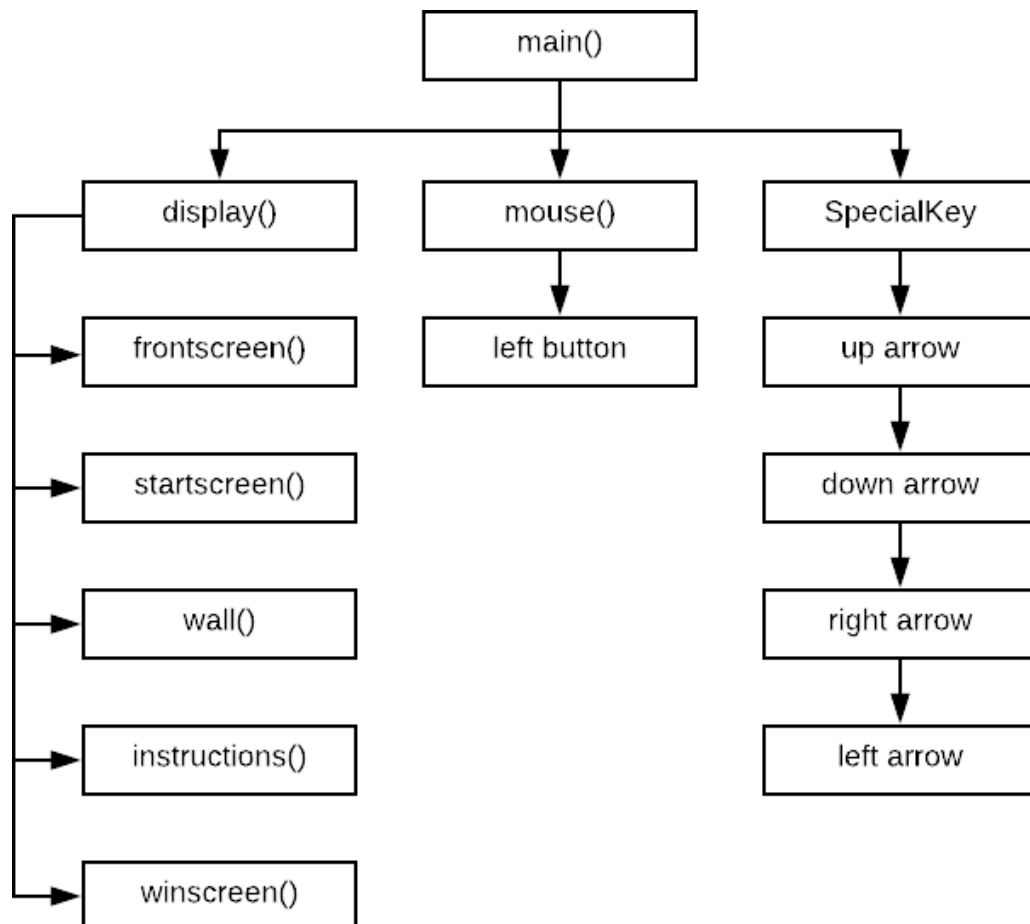 main()
display()
mouse()
SpecialKey
frontscreen()
left button
up arrow
startscreen()
down arrow
wall()
right arrow
instructions()
left arrow
winscreen()